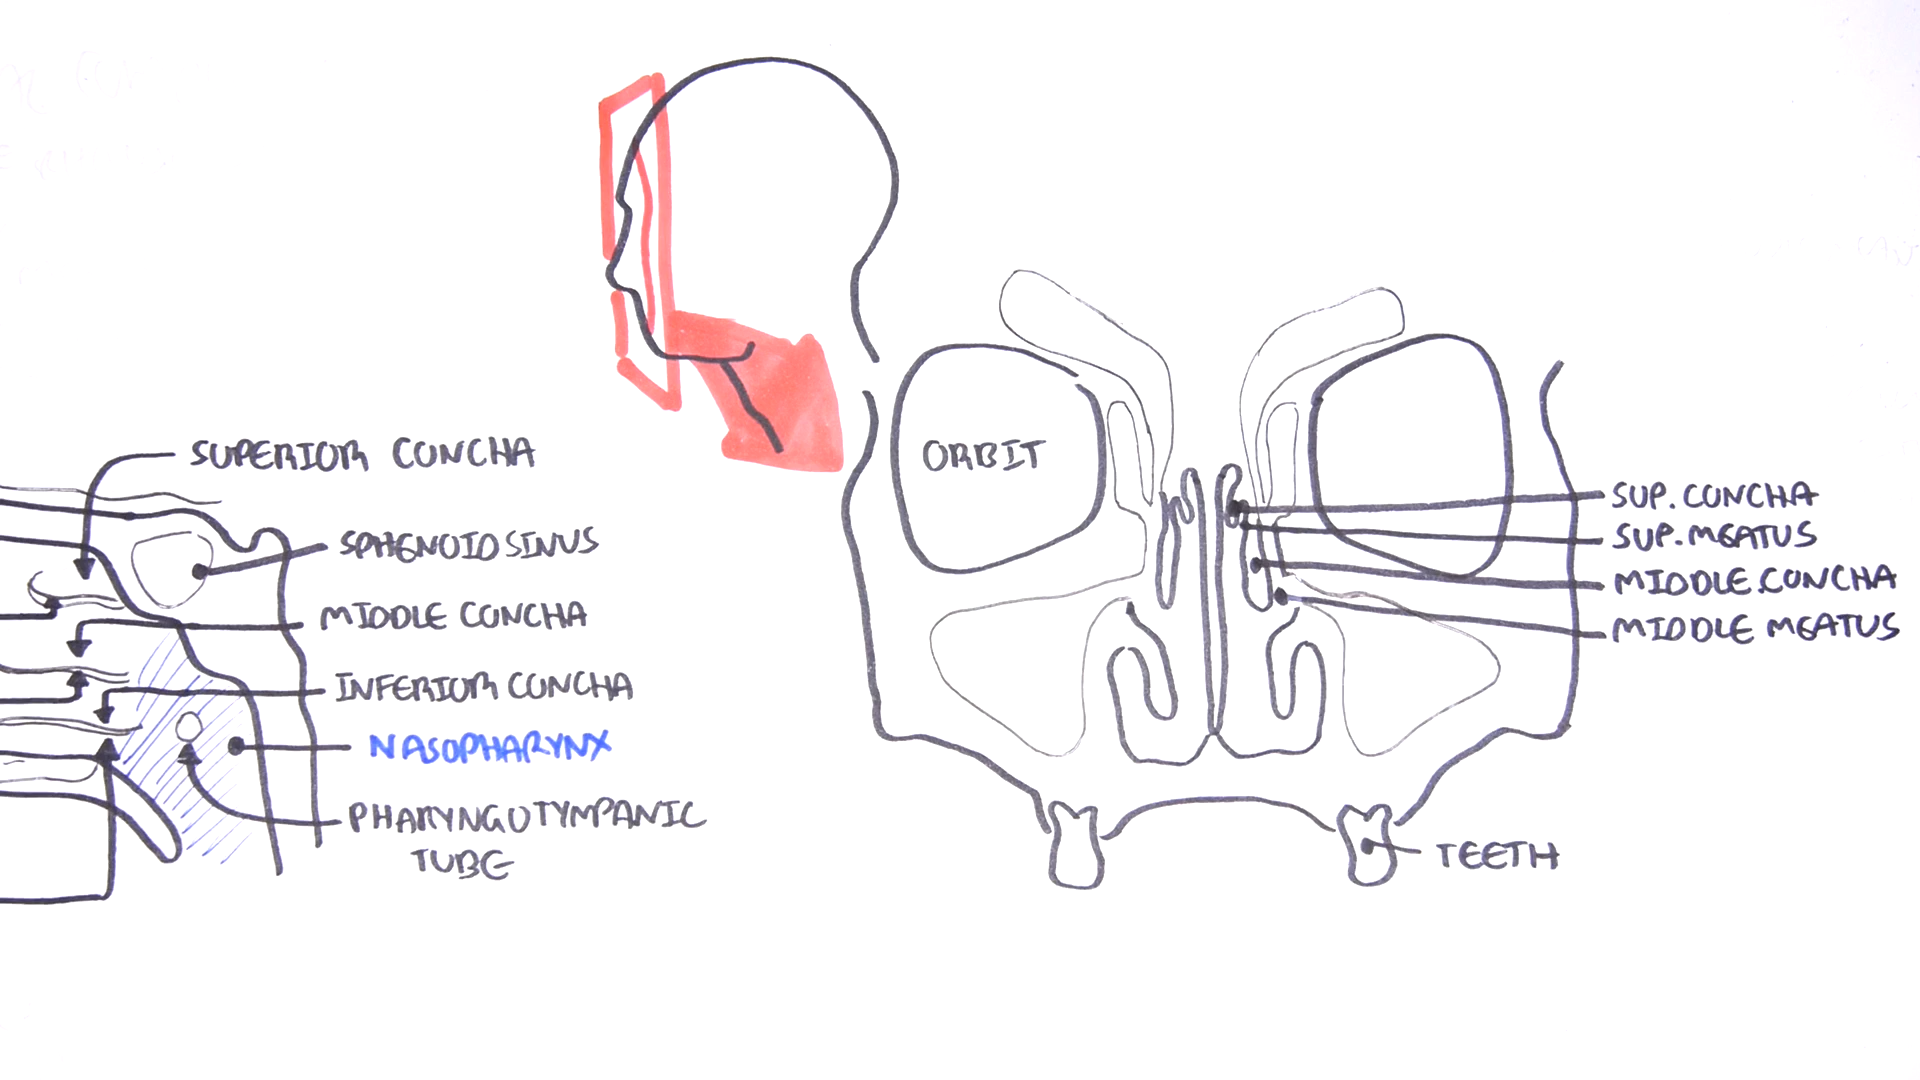 SUPERIOR CONCHA
SPHENOID SINUS
MIDDLE CONCHA
INFERIOR CONCHA
NASOPHARYNX
PHARYNGOTYMPANIC
TUBE
ORBIT
SUP. CONCHA
SUP. MEATUS
MIDDLE CONCHA
MIDDLE MEATUS
TEETH